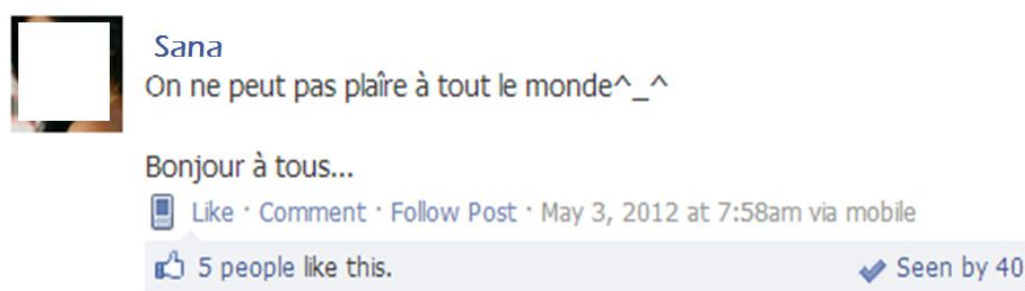 Sana
On ne peut pas plaîre à tout le monde^_^
Bonjour à tous...
Like · Comment · Follow Post · May 3, 2012 at 7:58am via mobile
5 people like this.
Seen by 40